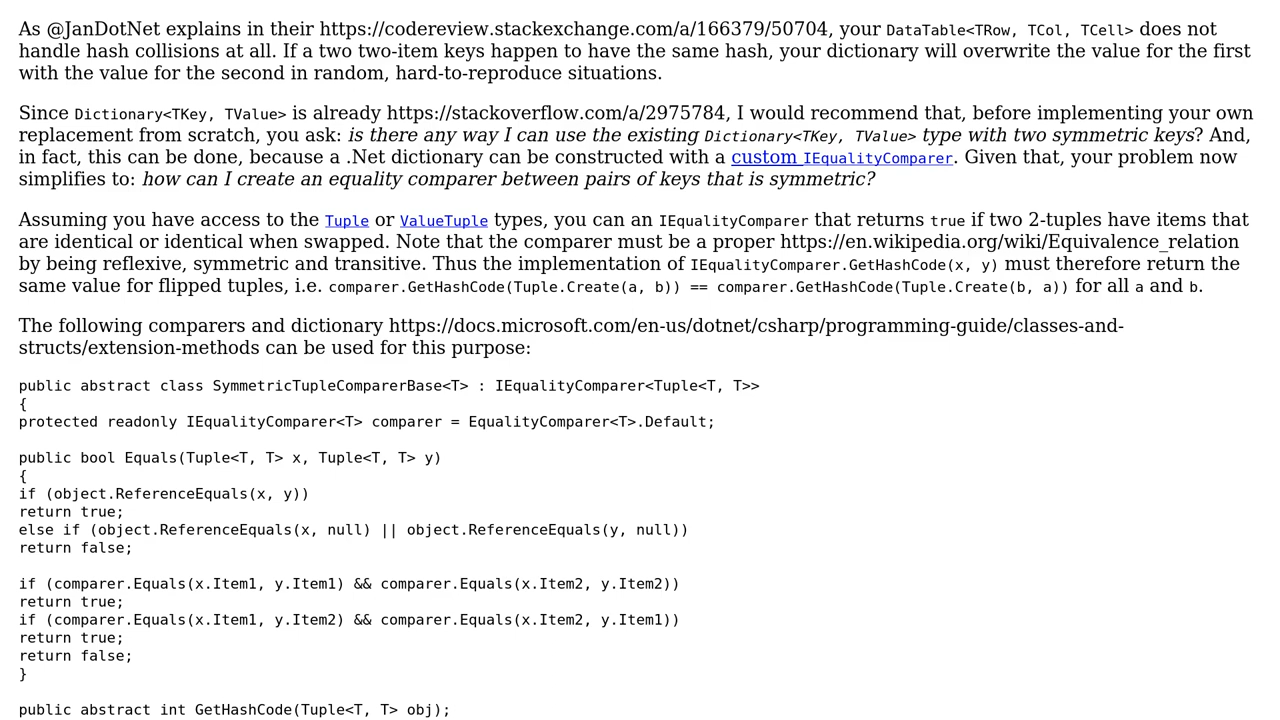 As @JanDotNet explains in their https://codereview.stackexchange.com/a/166379/50704, your DataTable<TRow, TCol, TCell> does not
handle hash collisions at all. If a two two-item keys happen to have the same hash, your dictionary will overwrite the value for the first
with the value for the second in random, hard-to-reproduce situations.
Since Dictionary<TKey, TValue> is already https://stackoverflow.com/a/2975784, I would recommend that, before implementing your own
replacement from scratch, you ask: is there any way I can use the existing Dictionary<TKey, TValue> type with two symmetric keys? And,
in fact, this can be done, because a .Net dictionary can be constructed with a custom IEqualityComparer. Given that, your problem now
simplifies to: how can I create an equality comparer between pairs of keys that is symmetric?
Assuming you have access to the Tuple or ValueTuple types, you can an IEqualityComparer that returns true if two 2-tuples have items that
are identical or identical when swapped. Note that the comparer must be a proper https://en.wikipedia.org/wiki/Equivalence_relation
by being reflexive, symmetric and transitive. Thus the implementation of IEqualityComparer.GetHashCode(x, y) must therefore return the
same value for flipped tuples, i.e. comparer.GetHashCode(Tuple.Create(a, b)) == comparer.GetHashCode(Tuple.Create(b, a)) for all a and b.
The following comparers and dictionary https://docs.microsoft.com/en-us/dotnet/csharp/programming-guide/classes-and-
structs/extension-methods can be used for this purpose:
public abstract class SymmetricTupleComparerBase<T> : IEqualityComparer<Tuple<T, T>>
{
protected readonly IEqualityComparer<T> comparer = EqualityComparer<T>.Default;
public bool Equals(Tuple<T, T> x, Tuple<T, T> y)
{
if (object.ReferenceEquals(x, y))
return true;
else if (object.ReferenceEquals(x, null) || object.ReferenceEquals(y, null))
return false;
if (comparer.Equals(x.Item1, y.Item1) && comparer.Equals(x.Item2, y.Item2))
return true;
if (comparer.Equals(x.Item1, y.Item2) && comparer.Equals(x.Item2, y.Item1))
return true;
return false;
}
public abstract int GetHashCode(Tuple<T, T> obj);